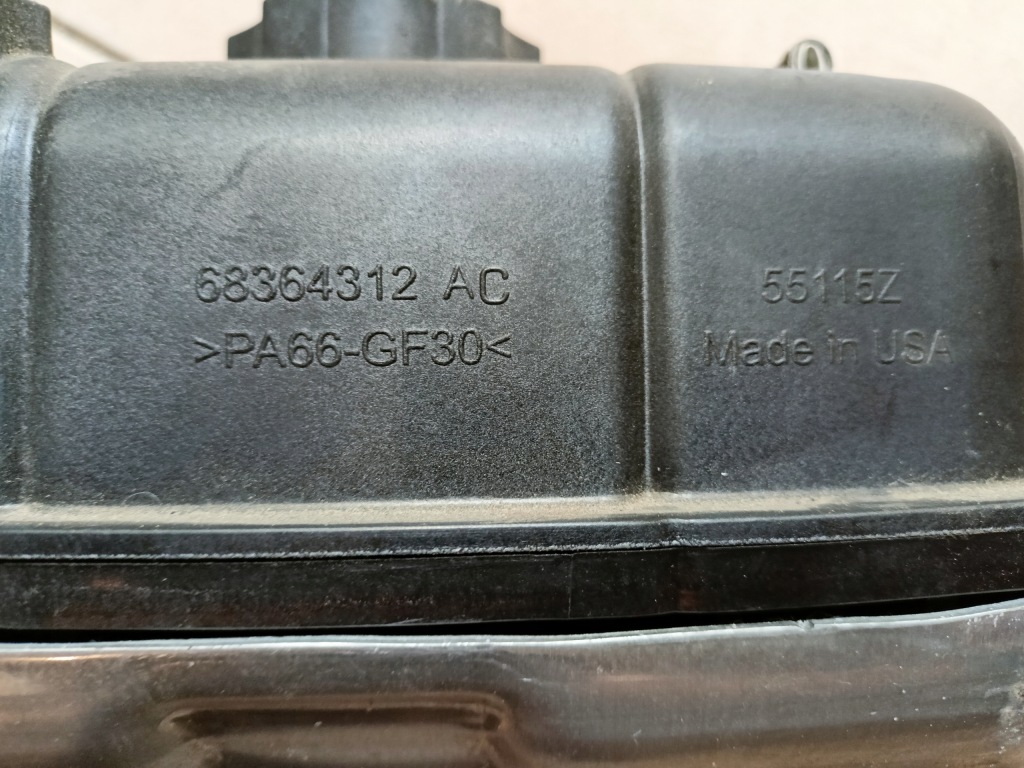 68364312 AC
>PA66-GF30<
55115Z
Made in USA